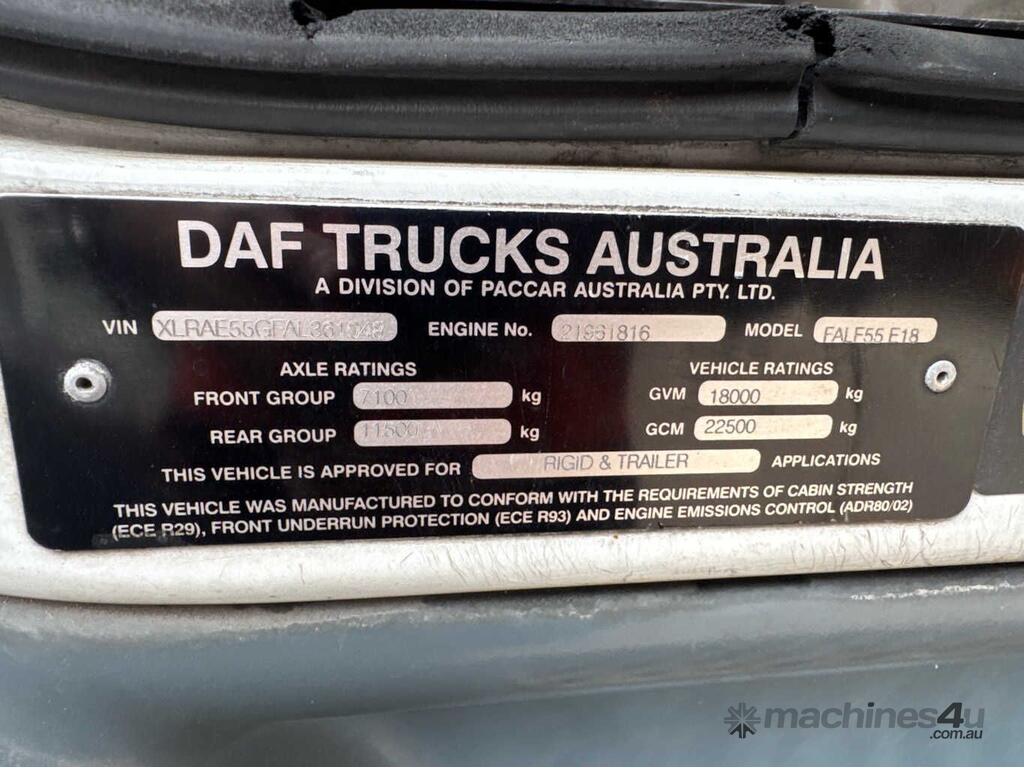 DAF TRUCKS AUSTRALIA
A DIVISION OF PACCAR AUSTRALIA PTY. LTD.
VIN ENGINE No. 21961816 MODEL FALF55 E18
AXLE RATINGS VEHICLE RATINGS
FRONT GROUP 7100 kg GVM 18000 kg
REAR GROUP 11500 kg GCM 22500 kg
THIS VEHICLE IS APPROVED FOR RIGID & TRAILER APPLICATIONS
THIS VEHICLE WAS MANUFACTURED TO CONFORM WITH THE REQUIREMENTS OF CABIN STRENGTH
(ECE R29), FRONT UNDERRUN PROTECTION (ECE R93) AND ENGINE EMISSIONS CONTROL (ADR80/02)
machines4u
.com.au